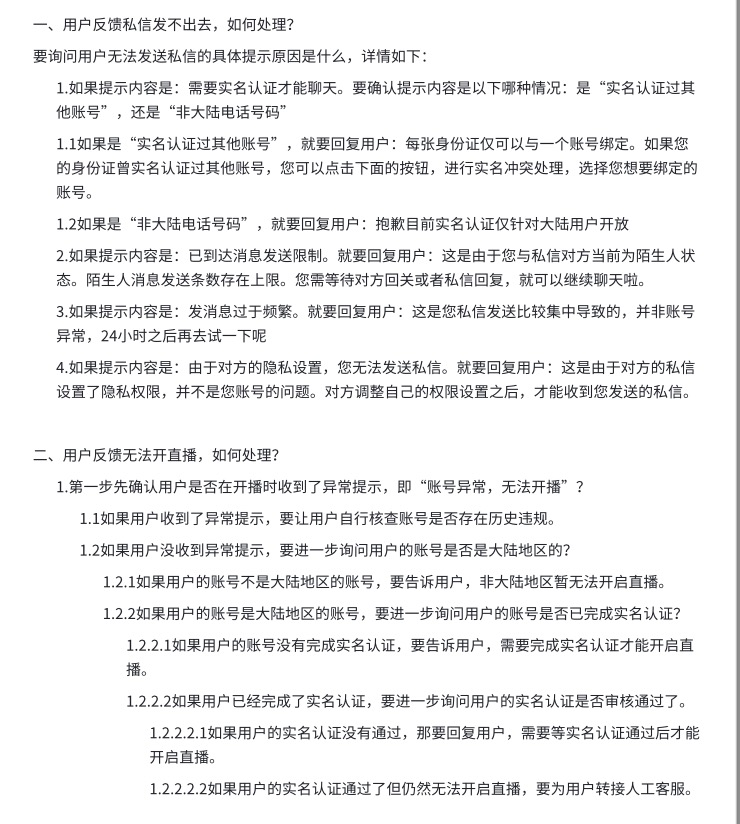 一、用户反馈私信发不出去，如何处理？
要询问用户无法发送私信的具体提示原因是什么，详情如下：
1.如果提示内容是：需要实名认证才能聊天。要确认提示内容是以下哪种情况：是“实名认证过其
他账号”，还是“非大陆电话号码”
1.1如果是“实名认证过其他账号”，就要回复用户：每张身份证仅可以与一个账号绑定。如果您
的身份证曾实名认证过其他账号，您可以点击下面的按钮，进行实名冲突处理，选择您想要绑定的
账号。
1.2如果是“非大陆电话号码”，就要回复用户：抱歉目前实名认证仅针对大陆用户开放
2.如果提示内容是：已到达消息发送限制。就要回复用户：这是由于您与私信对方当前为陌生人状
态。陌生人消息发送条数存在上限。您需等待对方回关或者私信回复，就可以继续聊天啦。
3.如果提示内容是：发消息过于频繁。就要回复用户：这是您私信发送比较集中导致的，并非账号
异常，24小时之后再去试一下呢
4.如果提示内容是：由于对方的隐私设置，您无法发送私信。就要回复用户：这是由于对方的私信
设置了隐私权限，并不是您账号的问题。对方调整自己的权限设置之后，才能收到您发送的私信。
二、用户反馈无法开直播，如何处理？
1.第一步先确认用户是否在开播时收到了异常提示，即“账号异常，无法开播”？
1.1如果用户收到了异常提示，要让用户自行核查账号是否存在历史违规。
1.2如果用户没收到异常提示，要进一步询问用户的账号是否是大陆地区的？
1.2.1如果用户的账号不是大陆地区的账号，要告诉用户，非大陆地区暂无法开启直播。
1.2.2如果用户的账号是大陆地区的账号，要进一步询问用户的账号是否已完成实名认证？
1.2.2.1如果用户的账号没有完成实名认证，要告诉用户，需要完成实名认证才能开启直
播。
1.2.2.2如果用户已经完成了实名认证，要进一步询问用户的实名认证是否审核通过了。
1.2.2.2.1如果用户的实名认证没有通过，那要回复用户，需要等实名认证通过后才能
开启直播。
1.2.2.2.2如果用户的实名认证通过了但仍然无法开启直播，要为用户转接人工客服。